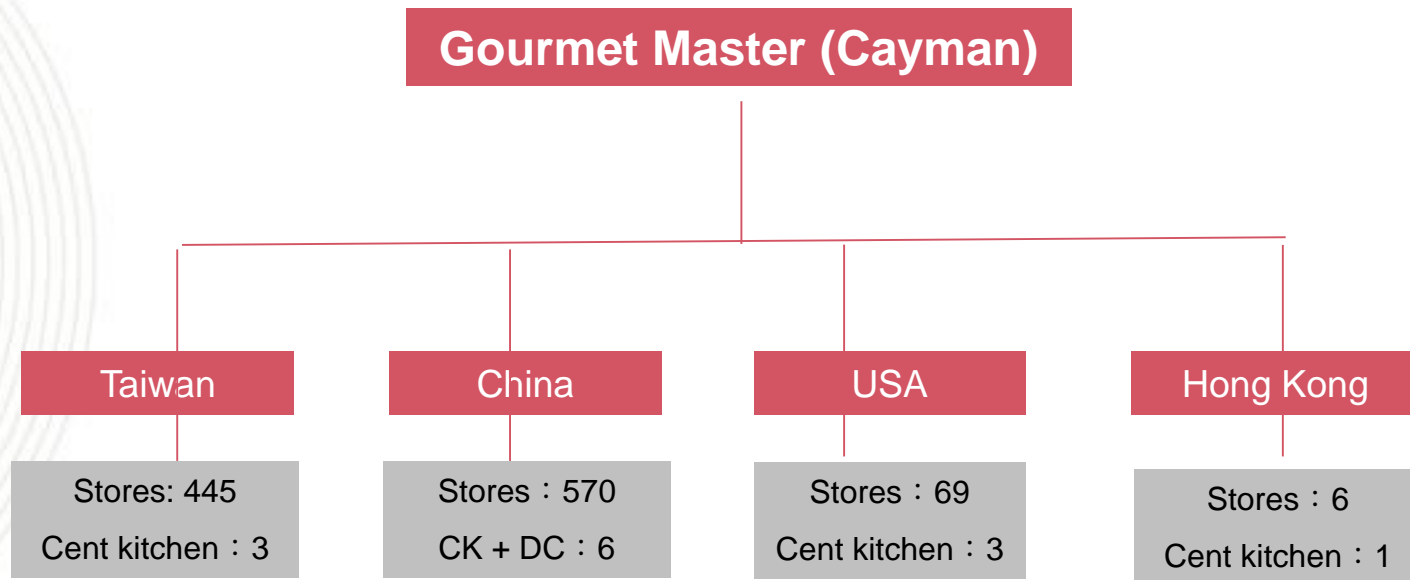 Gourmet Master (Cayman)
Taiwan
China
USA
Hong Kong
Stores: 445
Cent kitchen：3
Stores：570
CK + DC：6
Stores：69
Cent kitchen：3
Stores：6
Cent kitchen：1